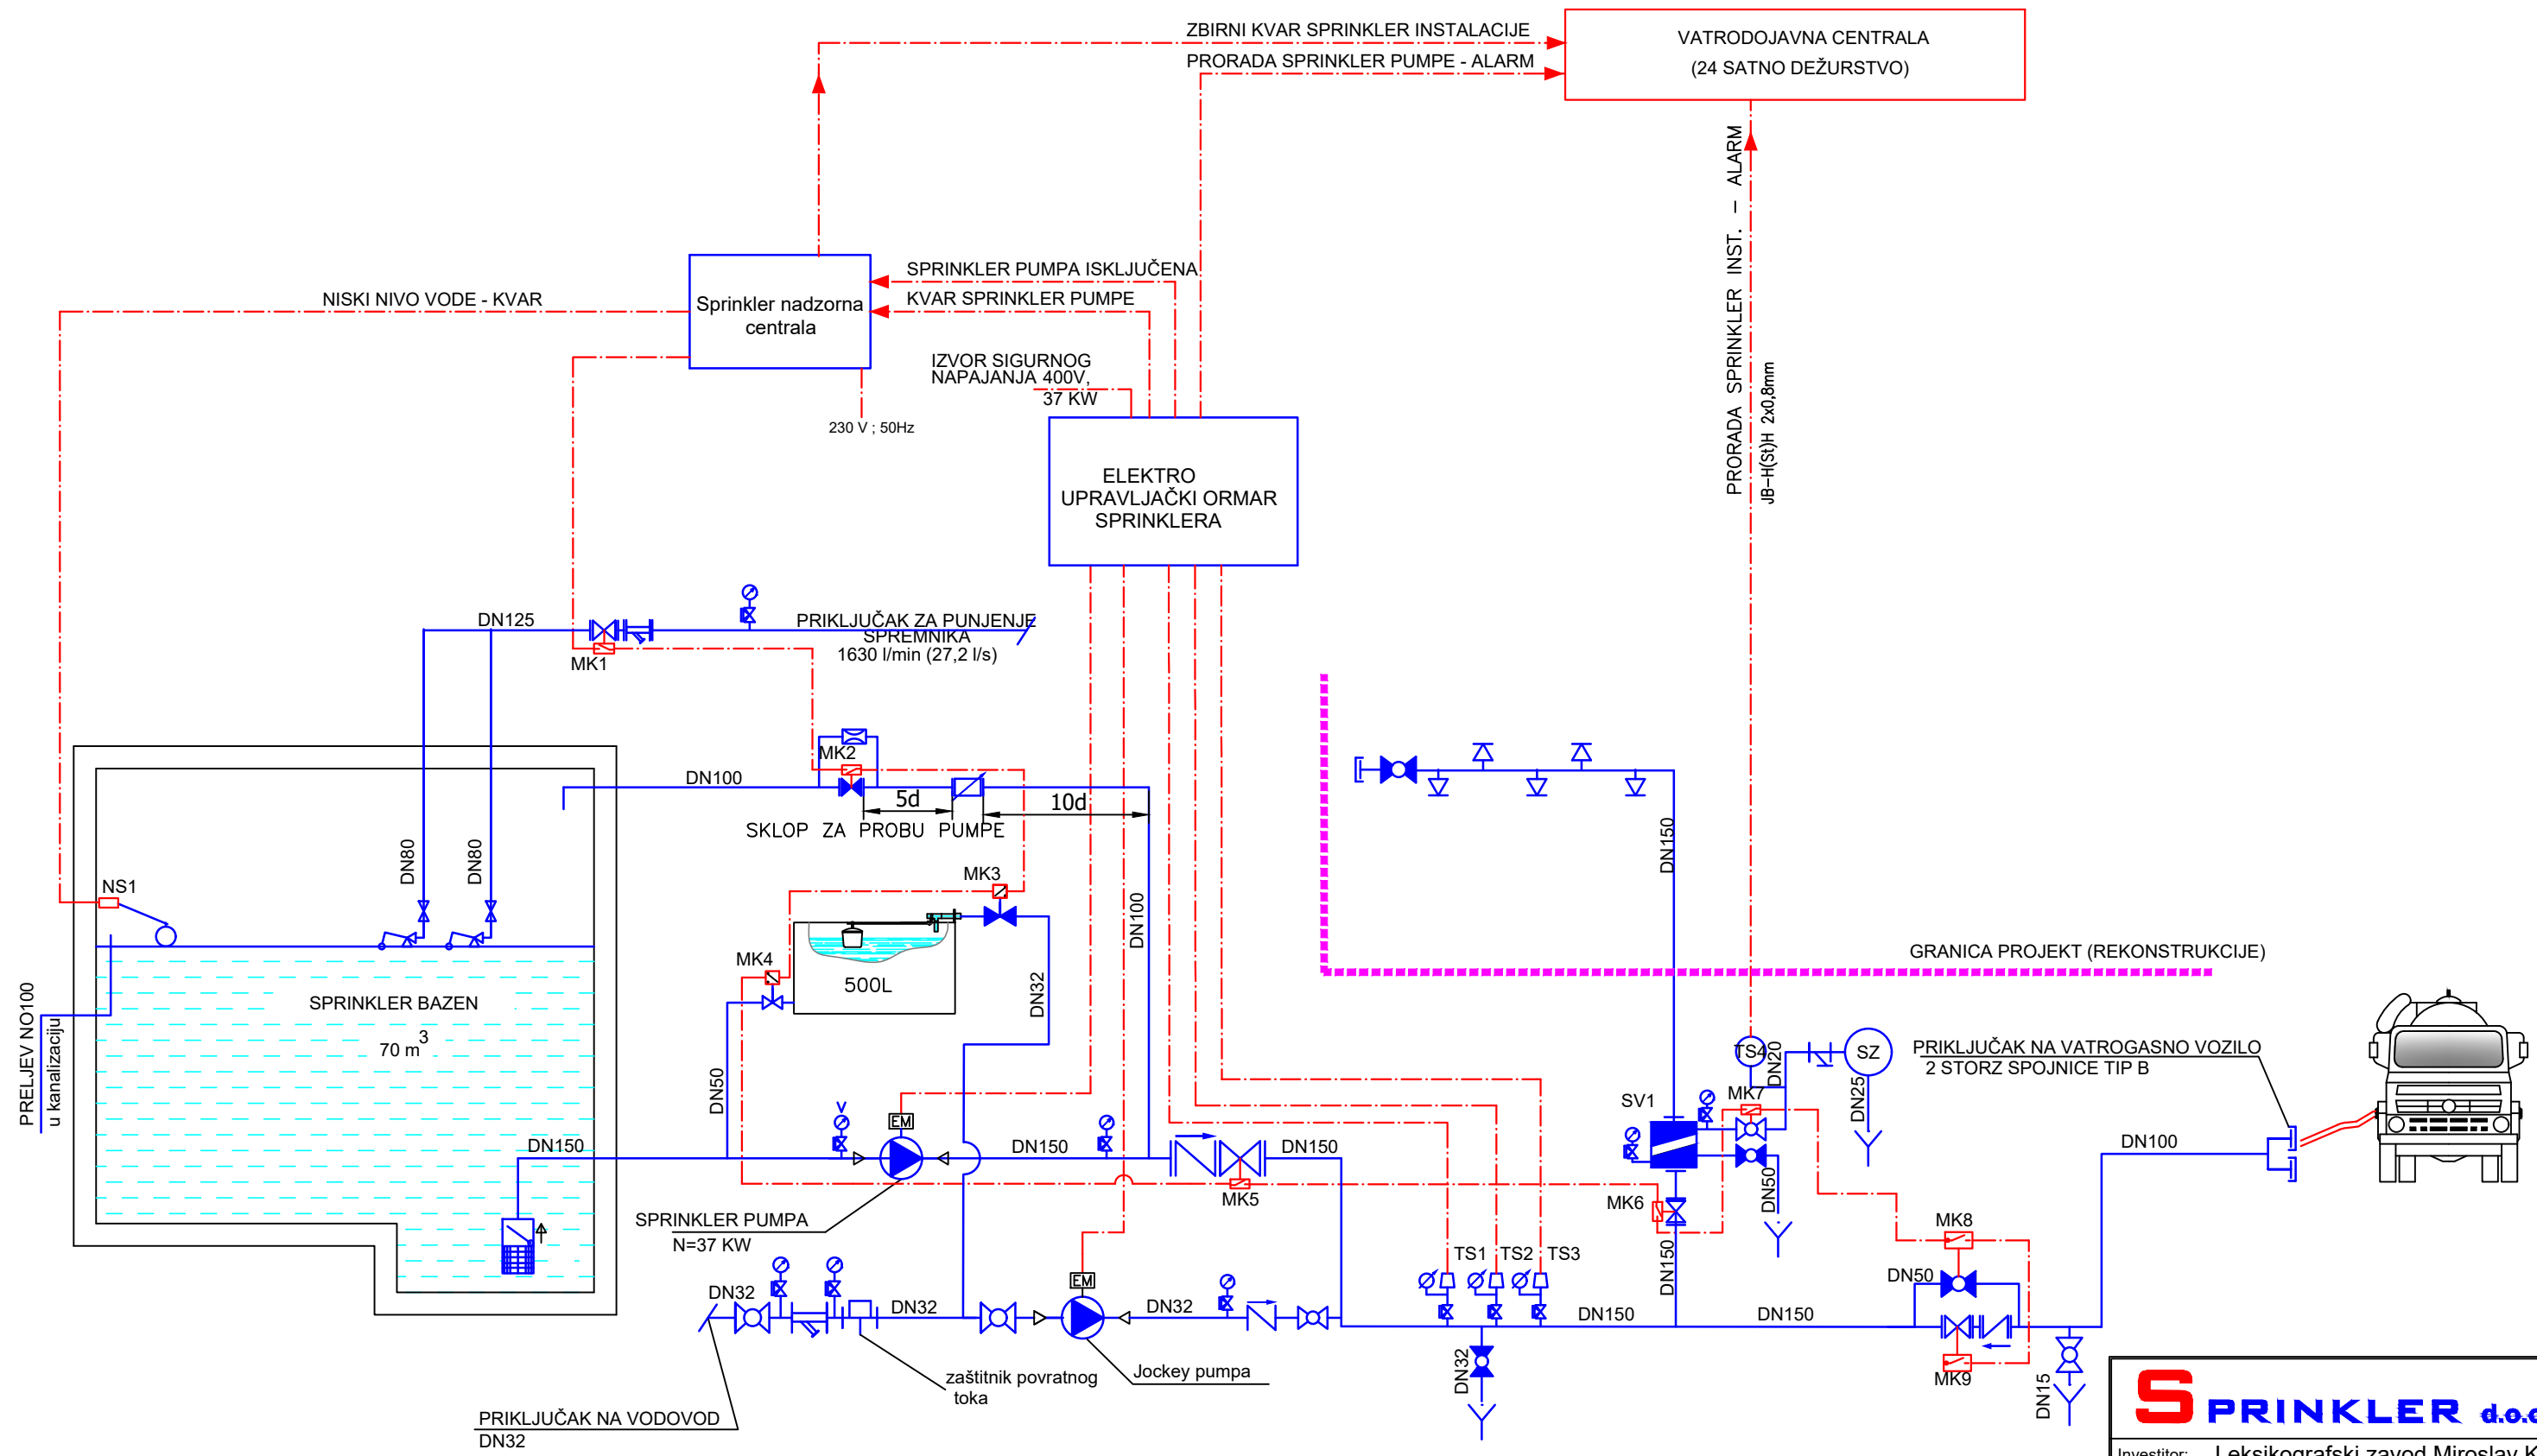 ZBIRNI KVAR SPRINKLER INSTALACIJE
PRORADA SPRINKLER PUMPE - ALARM
VATRODOJAVNA CENTRALA
(24 SATNO DEŽURSTVO)
PRORADA SPRINKLER INST. - ALARM
JB-H(St)H 2x0,8mm
SPRINKLER PUMPA ISKLJUČENA
KVAR SPRINKLER PUMPE
NISKI NIVO VODE - KVAR
Sprinkler nadzorna
centrala
IZVOR SIGURNOG
NAPAJANJA 400V,
37 KW
230 V ; 50Hz
ELEKTRO
UPRAVLJAČKI ORMAR
SPRINKLERA
DN125
PRIKLJUČAK ZA PUNJENJE
SPREMNIKA
1630 l/min (27,2 l/s)
MK1
MK2
DN100
5d
10d
SKLOP ZA PROBU PUMPE
DN80
DN80
DN150
NS1
MK3
DN100
MK4
500L
DN32
GRANICA PROJEKT (REKONSTRUKCIJE)
PRELJEV NO100
u kanalizaciju
SPRINKLER BAZEN
70 m
3
DN50
V
EM
DN150
DN150
DN150
MK5
SV1
TS4
DN20
SZ
MK7
DN25
DN50
PRIKLJUČAK NA VATROGASNO VOZILO
2 STORZ SPOJNICE TIP B
DN100
MK6
DN150
SPRINKLER PUMPA
N=37 KW
TS1
TS2
TS3
MK8
DN50
DN32
DN32
EM
DN32
DN150
DN150
MK9
DN32
DN15
zaštitnik povratnog
toka
Jockey pumpa
PRIKLJUČAK NA VODOVOD
DN32
SPRINKLER d.o.o
Investitor: Leksikografski zavod Miroslav K